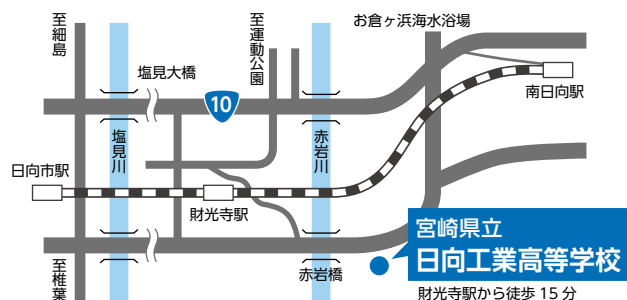 至細島
至運動公園
お倉ヶ浜海水浴場
塩見大橋
10
南日向駅
塩見川
赤岩川
日向市駅
財光寺駅
宮崎県立
日向工業高等学校
至椎葉
赤岩橋
財光寺駅から徒歩 15 分